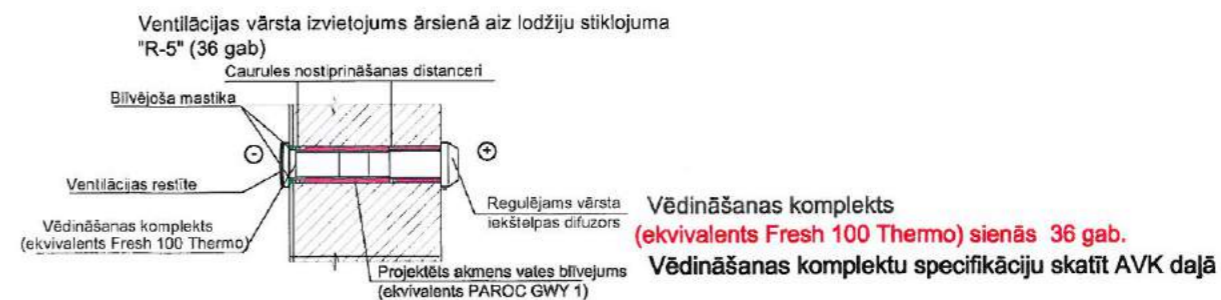 Ventilācijas vārsta izvietojums ārsienā aiz lodžiju stiklojuma
"R-5" (36 gab)
Caurules nostiprināšanas distanceri
Blīvējoša mastika
Ventilācijas restīte
Vēdināšanas komplekts
(ekvivalents Fresh 100 Thermo)
Regulējams vārsta
iekštelpas difuzors
Projektēts akmens vates blīvejums
(ekvivalents PAROC GWY 1)
Vēdināšanas komplekts
(ekvivalents Fresh 100 Thermo) sienās 36 gab.
Vēdināšanas komplektu specifikāciju skatīt AVK daļā